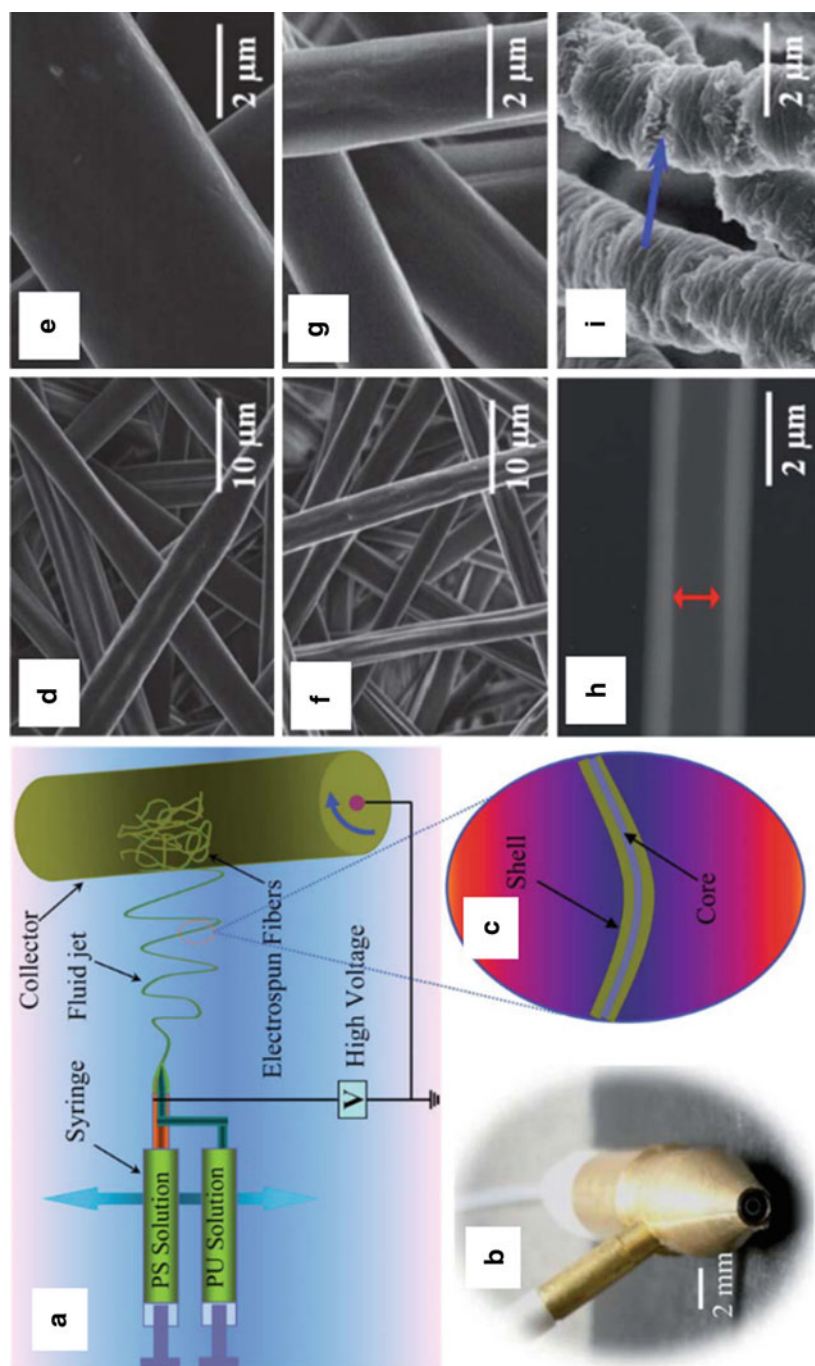 a
Syringe
PS Solution
PU Solution
Fluid jet
Collector
Electrospun Fibers
V
High Voltage
b
2 mm
c
Shell
Core
d
10 μm
e
2 μm
f
10 μm
g
2 μm
h
2 μm
i
2 μm